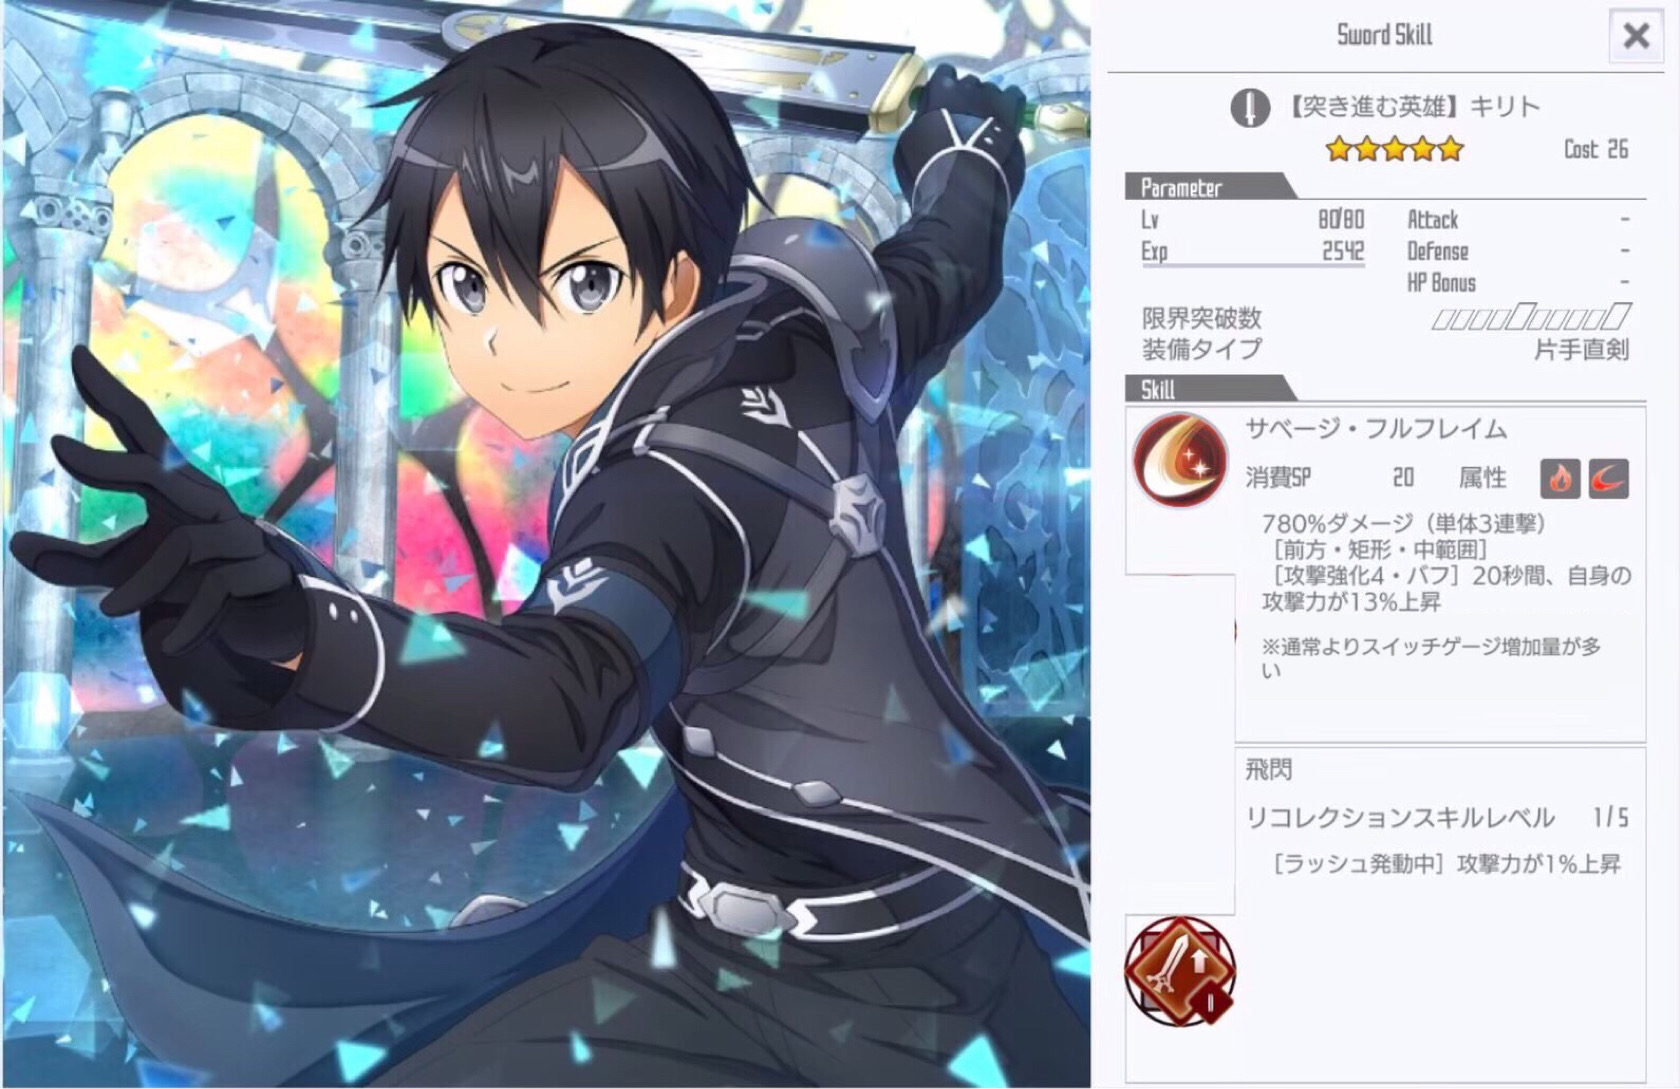 Sword Skill
【突き進む英雄】キリト
Cost 26
Parameter
Lv 80/80 Attack -
Exp 2542 Defense -
HP Bonus -
限界突破数
装備タイプ 片手直剣
Skill
サベージ・フルフレイム
消費SP 20 属性
780%ダメージ（単体3連撃）
［前方・矩形・中範囲］
［攻撃強化4・バフ］20秒間、自身の
攻撃力が13%上昇
※通常よりスイッチゲージ増加量が多
い
飛閃
リコレクションスキルレベル 1/5
［ラッシュ発動中］攻撃力が1%上昇
I